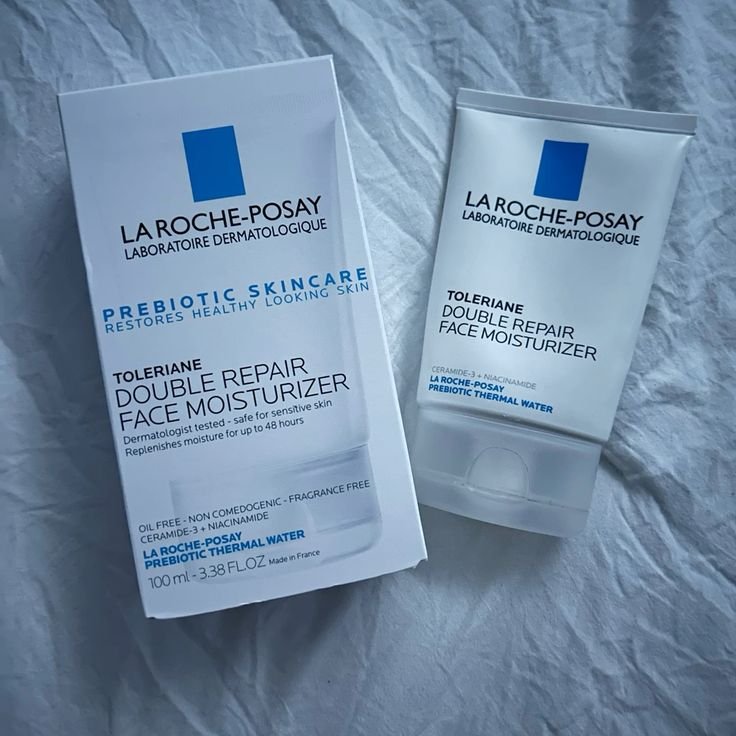 LA ROCHE-POSAY
LABORATOIRE DERMATOLOGIQUE
PREBIOTIC SKINCARE
RESTORES HEALTHY LOOKING SKIN
TOLERIANE
DOUBLE REPAIR
FACE MOISTURIZER
Dermatologist tested - safe for sensitive skin
Replenishes moisture for up to 48 hours
OIL FREE - NON COMEDOGENIC - FRAGRANCE FREE
CERAMIDE-3 + NIACINAMIDE
LA ROCHE-POSAY
PREBIOTIC THERMAL WATER
100 ml - 3.38 FL.OZ Made in France
LA ROCHE-POSAY
LABORATOIRE DERMATOLOGIQUE
TOLERIANE
DOUBLE REPAIR
FACE MOISTURIZER
CERAMIDE-3 + NIACINAMIDE
LA ROCHE-POSAY
PREBIOTIC THERMAL WATER